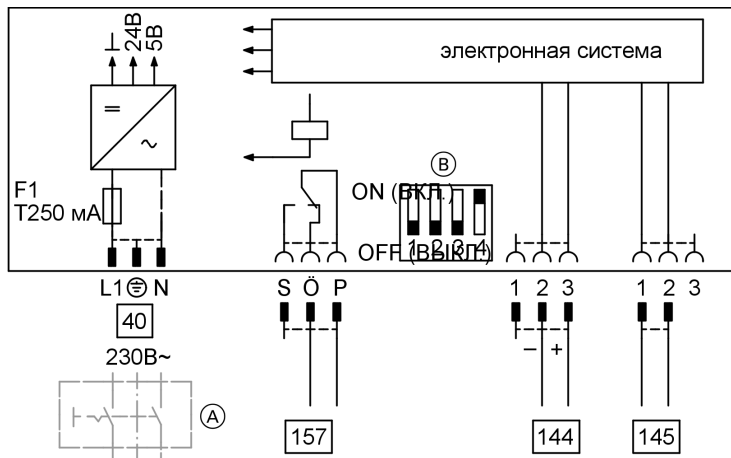 ⊥ 24В 5В
электронная система
= ~
F1
T250 мА
B
ON (ВКЛ.)
1 2 3 4
OFF (ВЫКЛ.)
L1 N
S Ö P
1 2 3
1 2 3
40
− +
230В~
A
157
144
145